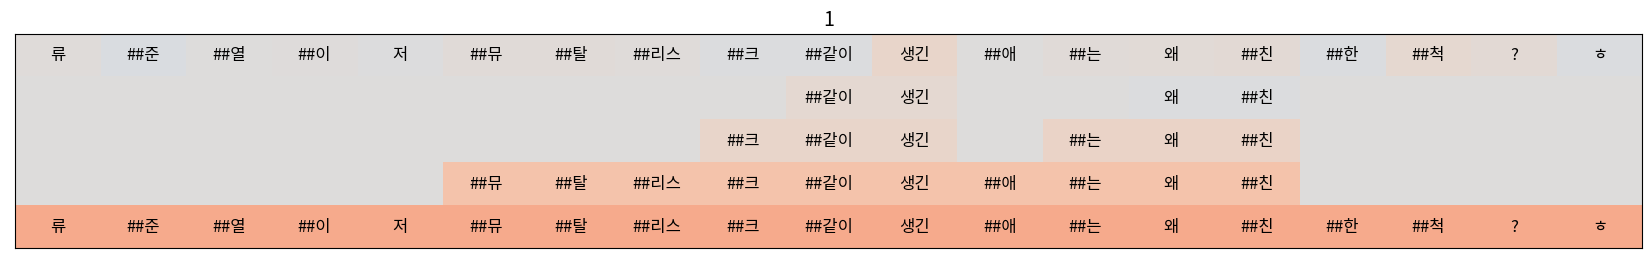 1
류 ##준 ##열 ##이 저 ##뮤 ##탈 ##리스 ##크 ##같이 생긴 ##애 ##는 왜 ##친 ##한 ##척 ? ㅎ
##같이 생긴 왜 ##친
##크 ##같이 생긴 ##는 왜 ##친
##뮤 ##탈 ##리스 ##크 ##같이 생긴 ##애 ##는 왜 ##친
류 ##준 ##열 ##이 저 ##뮤 ##탈 ##리스 ##크 ##같이 생긴 ##애 ##는 왜 ##친 ##한 ##척 ? ㅎ